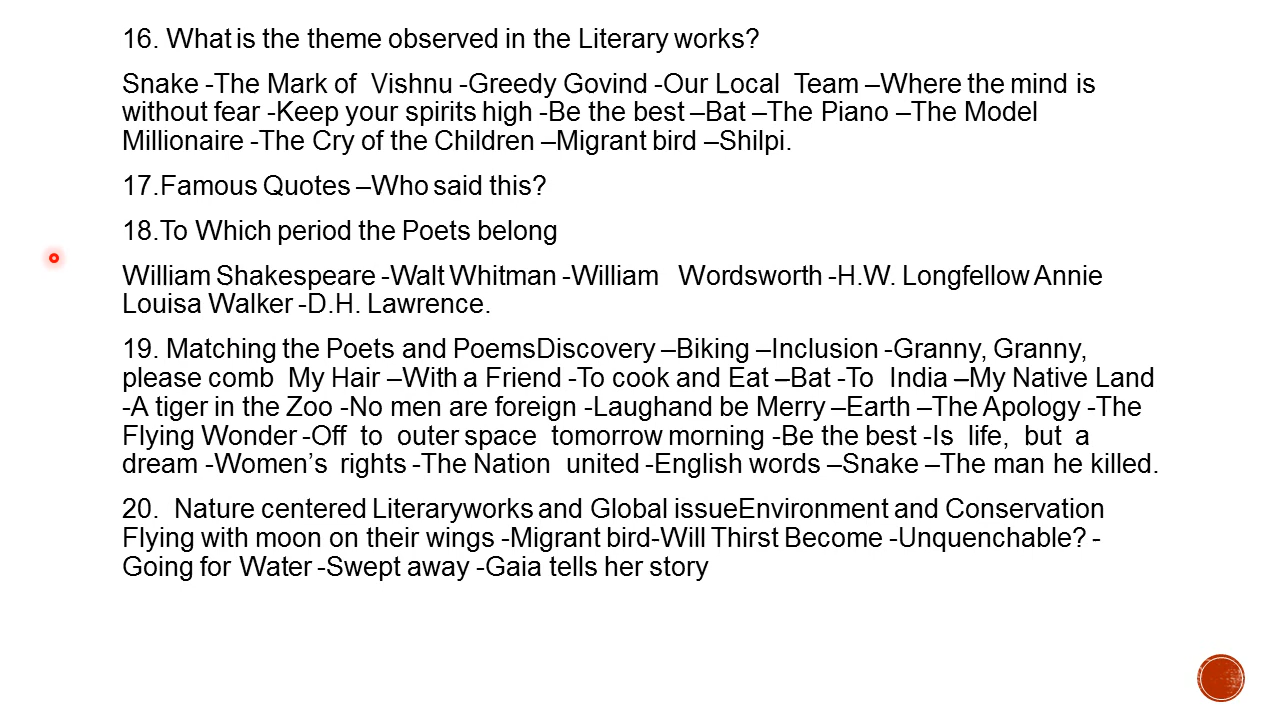 16. What is the theme observed in the Literary works?
Snake -The Mark of Vishnu -Greedy Govind -Our Local Team –Where the mind is
without fear -Keep your spirits high -Be the best –Bat –The Piano –The Model
Millionaire -The Cry of the Children –Migrant bird –Shilpi.
17.Famous Quotes –Who said this?
18.To Which period the Poets belong
William Shakespeare -Walt Whitman -William Wordsworth -H.W. Longfellow Annie
Louisa Walker -D.H. Lawrence.
19. Matching the Poets and PoemsDiscovery –Biking –Inclusion -Granny, Granny,
please comb My Hair –With a Friend -To cook and Eat –Bat -To India –My Native Land
-A tiger in the Zoo -No men are foreign -Laughand be Merry –Earth –The Apology -The
Flying Wonder -Off to outer space tomorrow morning -Be the best -Is life, but a
dream -Women’s rights -The Nation united -English words –Snake –The man he killed.
20. Nature centered Literaryworks and Global issueEnvironment and Conservation
Flying with moon on their wings -Migrant bird-Will Thirst Become -Unquenchable? -
Going for Water -Swept away -Gaia tells her story